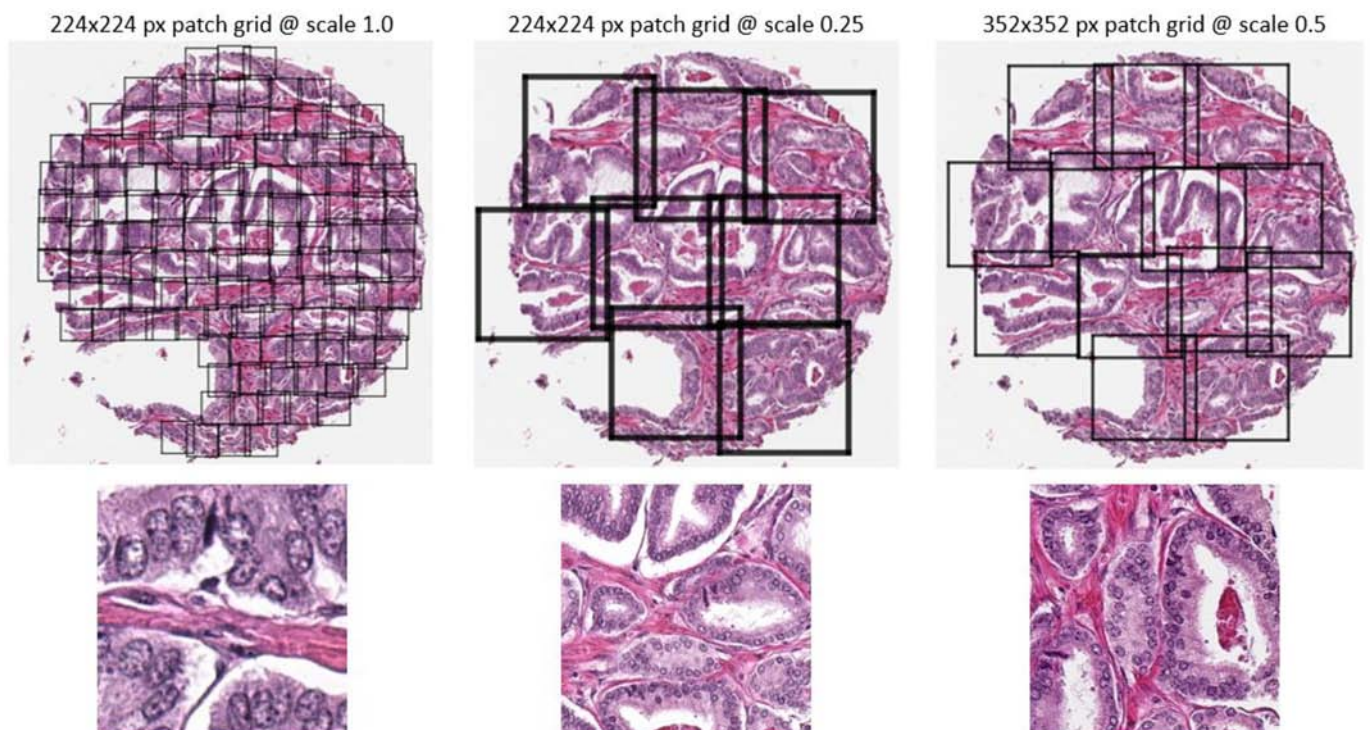 224x224 px patch grid @ scale 1.0
224x224 px patch grid @ scale 0.25
352x352 px patch grid @ scale 0.5